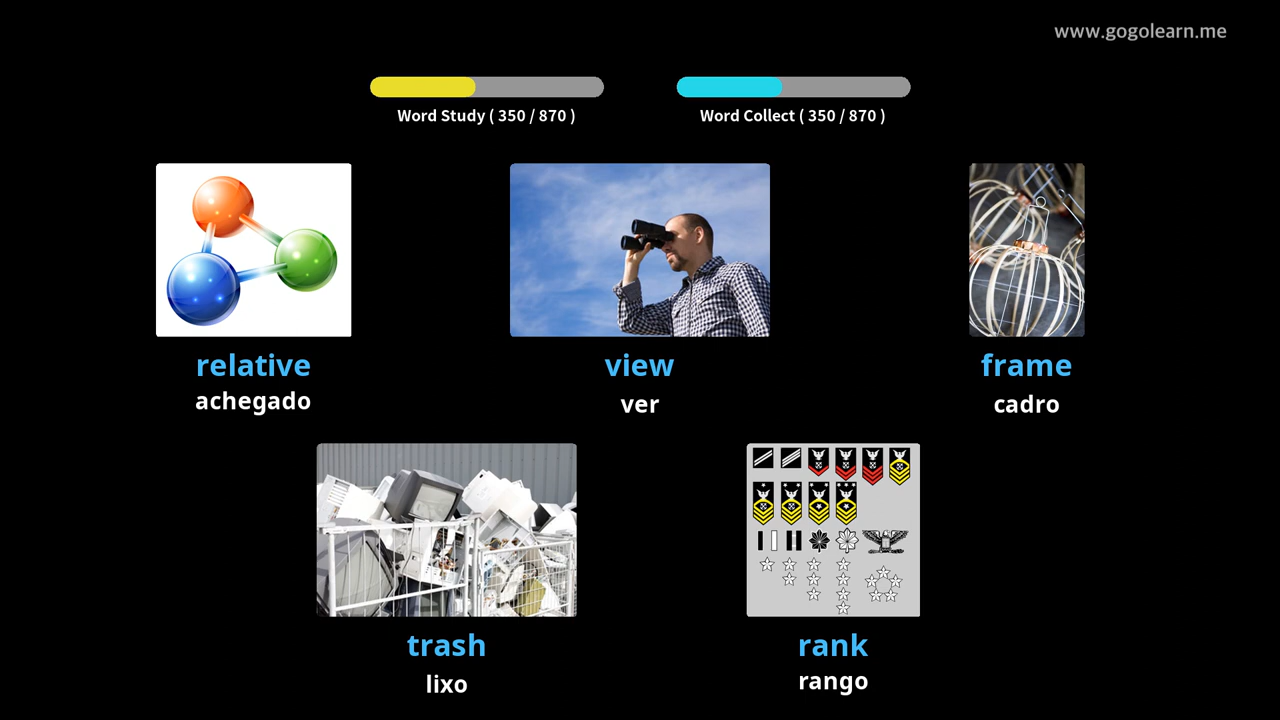 www.gogolearn.me
Word Study ( 350 / 870 )
Word Collect ( 350 / 870 )
relative
achegado
view
ver
frame
cadro
trash
lixo
rank
rango